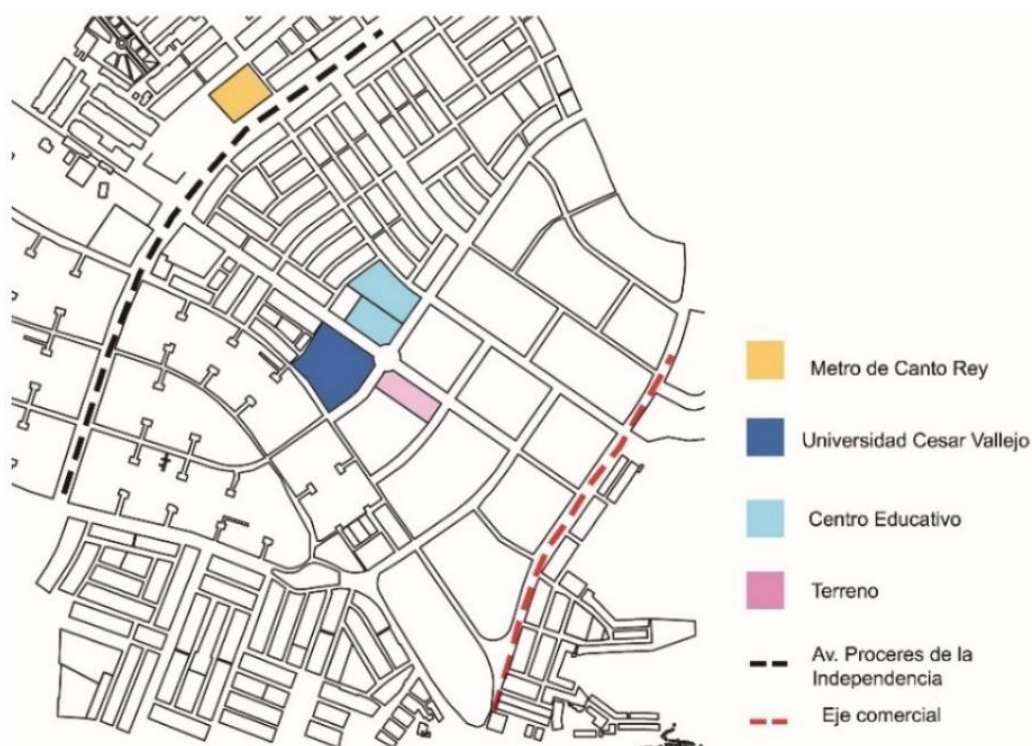 Metro de Canto Rey
Universidad Cesar Vallejo
Centro Educativo
Terreno
Av. Proceres de la
Independencia
Eje comercial